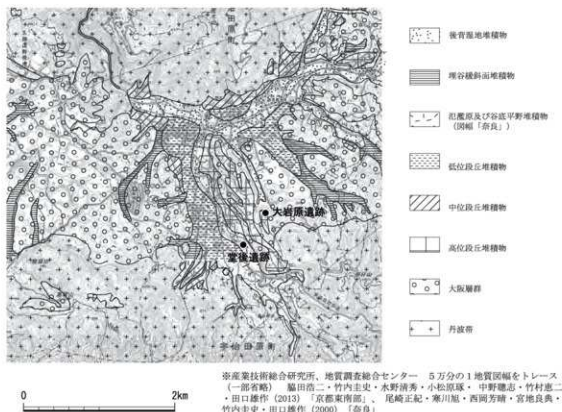 大岩原遺跡
堂後遺跡
宇治田原町
後背湿地堆積物
埋谷緩斜面堆積物
氾濫原及び谷底平野堆積物
(図幅「奈良」)
低位段丘堆積物
中位段丘堆積物
高位段丘堆積物
大阪層群
丹波帯
0 2km
※産業技術総合研究所、地質調査総合センター 5万分の1地質図幅をトレース
(一部省略) 脇田浩二・竹内圭史・水野清秀・小松原琢・中野聰志・竹村恵二
・田口雄作(2013)「京都東南部」、尾崎正紀・寒川旭・西岡芳晴・宮地良典・
竹内圭史・田口雄作(2000)「奈良」